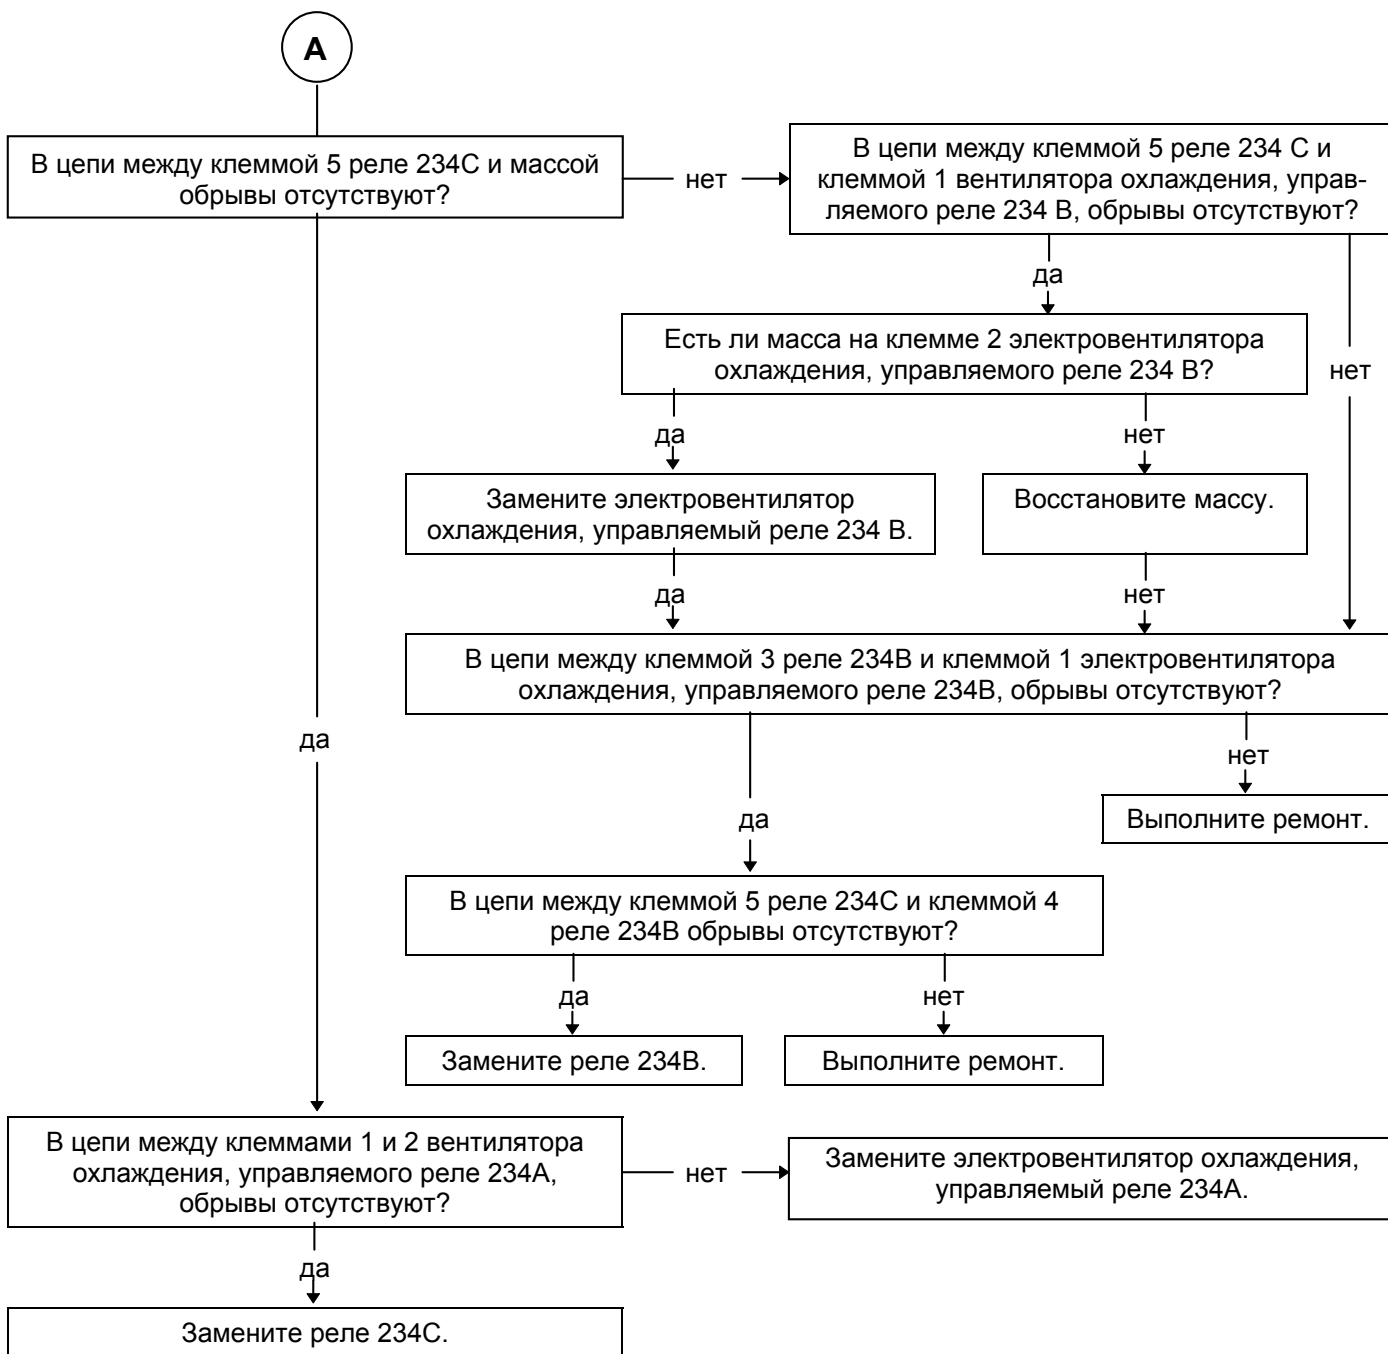 А
В цепи между клеммой 5 реле 234С и массой
обрывы отсутствуют?
нет
В цепи между клеммой 5 реле 234 С и
клеммой 1 вентилятора охлаждения, управ-
ляемого реле 234 В, обрывы отсутствуют?
да
Есть ли масса на клемме 2 электровентилятора
охлаждения, управляемого реле 234 В?
нет
да
нет
Замените электровентилятор
охлаждения, управляемый реле 234 В.
Восстановите массу.
да
нет
В цепи между клеммой 3 реле 234В и клеммой 1 электровентилятора
охлаждения, управляемого реле 234В, обрывы отсутствуют?
да
нет
Выполните ремонт.
да
В цепи между клеммой 5 реле 234С и клеммой 4
реле 234В обрывы отсутствуют?
да
нет
Замените реле 234В.
Выполните ремонт.
В цепи между клеммами 1 и 2 вентилятора
охлаждения, управляемого реле 234А,
обрывы отсутствуют?
нет
Замените электровентилятор охлаждения,
управляемый реле 234А.
да
Замените реле 234С.